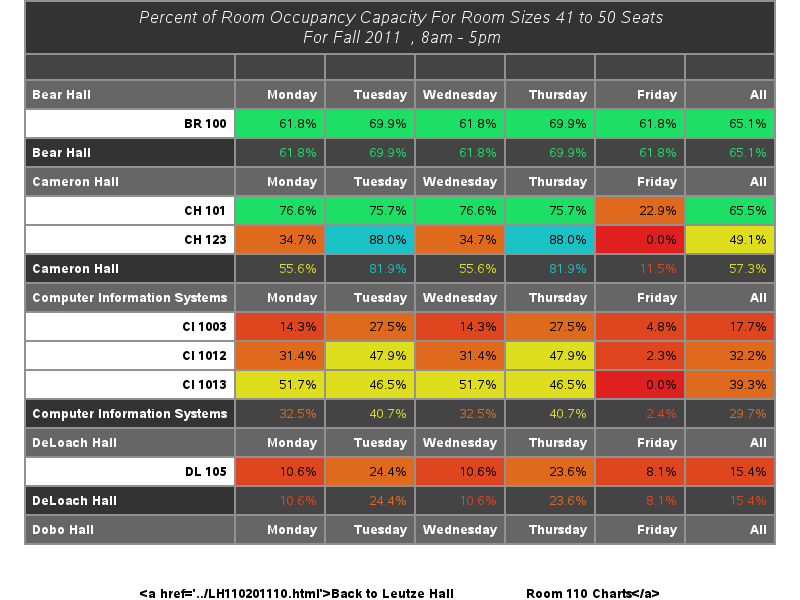 Percent of Room Occupancy Capacity For Room Sizes 41 to 50 Seats
For Fall 2011 , 8am - 5pm
Bear Hall Monday Tuesday Wednesday Thursday Friday All
BR 100 61.8% 69.9% 61.8% 69.9% 61.8% 65.1%
Bear Hall 61.8% 69.9% 61.8% 69.9% 61.8% 65.1%
Cameron Hall Monday Tuesday Wednesday Thursday Friday All
CH 101 76.6% 75.7% 76.6% 75.7% 22.9% 65.5%
CH 123 34.7% 88.0% 34.7% 88.0% 0.0% 49.1%
Cameron Hall 55.6% 81.9% 55.6% 81.9% 11.5% 57.3%
Computer Information Systems Monday Tuesday Wednesday Thursday Friday All
CI 1003 14.3% 27.5% 14.3% 27.5% 4.8% 17.7%
CI 1012 31.4% 47.9% 31.4% 47.9% 2.3% 32.2%
CI 1013 51.7% 46.5% 51.7% 46.5% 0.0% 39.3%
Computer Information Systems 32.5% 40.7% 32.5% 40.7% 2.4% 29.7%
DeLoach Hall Monday Tuesday Wednesday Thursday Friday All
DL 105 10.6% 24.4% 10.6% 23.6% 8.1% 15.4%
DeLoach Hall 10.6% 24.4% 10.6% 23.6% 8.1% 15.4%
Dobo Hall Monday Tuesday Wednesday Thursday Friday All
&lt;a href='../LH110201110.html'&gt;Back to Leutze Hall Room 110 Charts&lt;/a&gt;